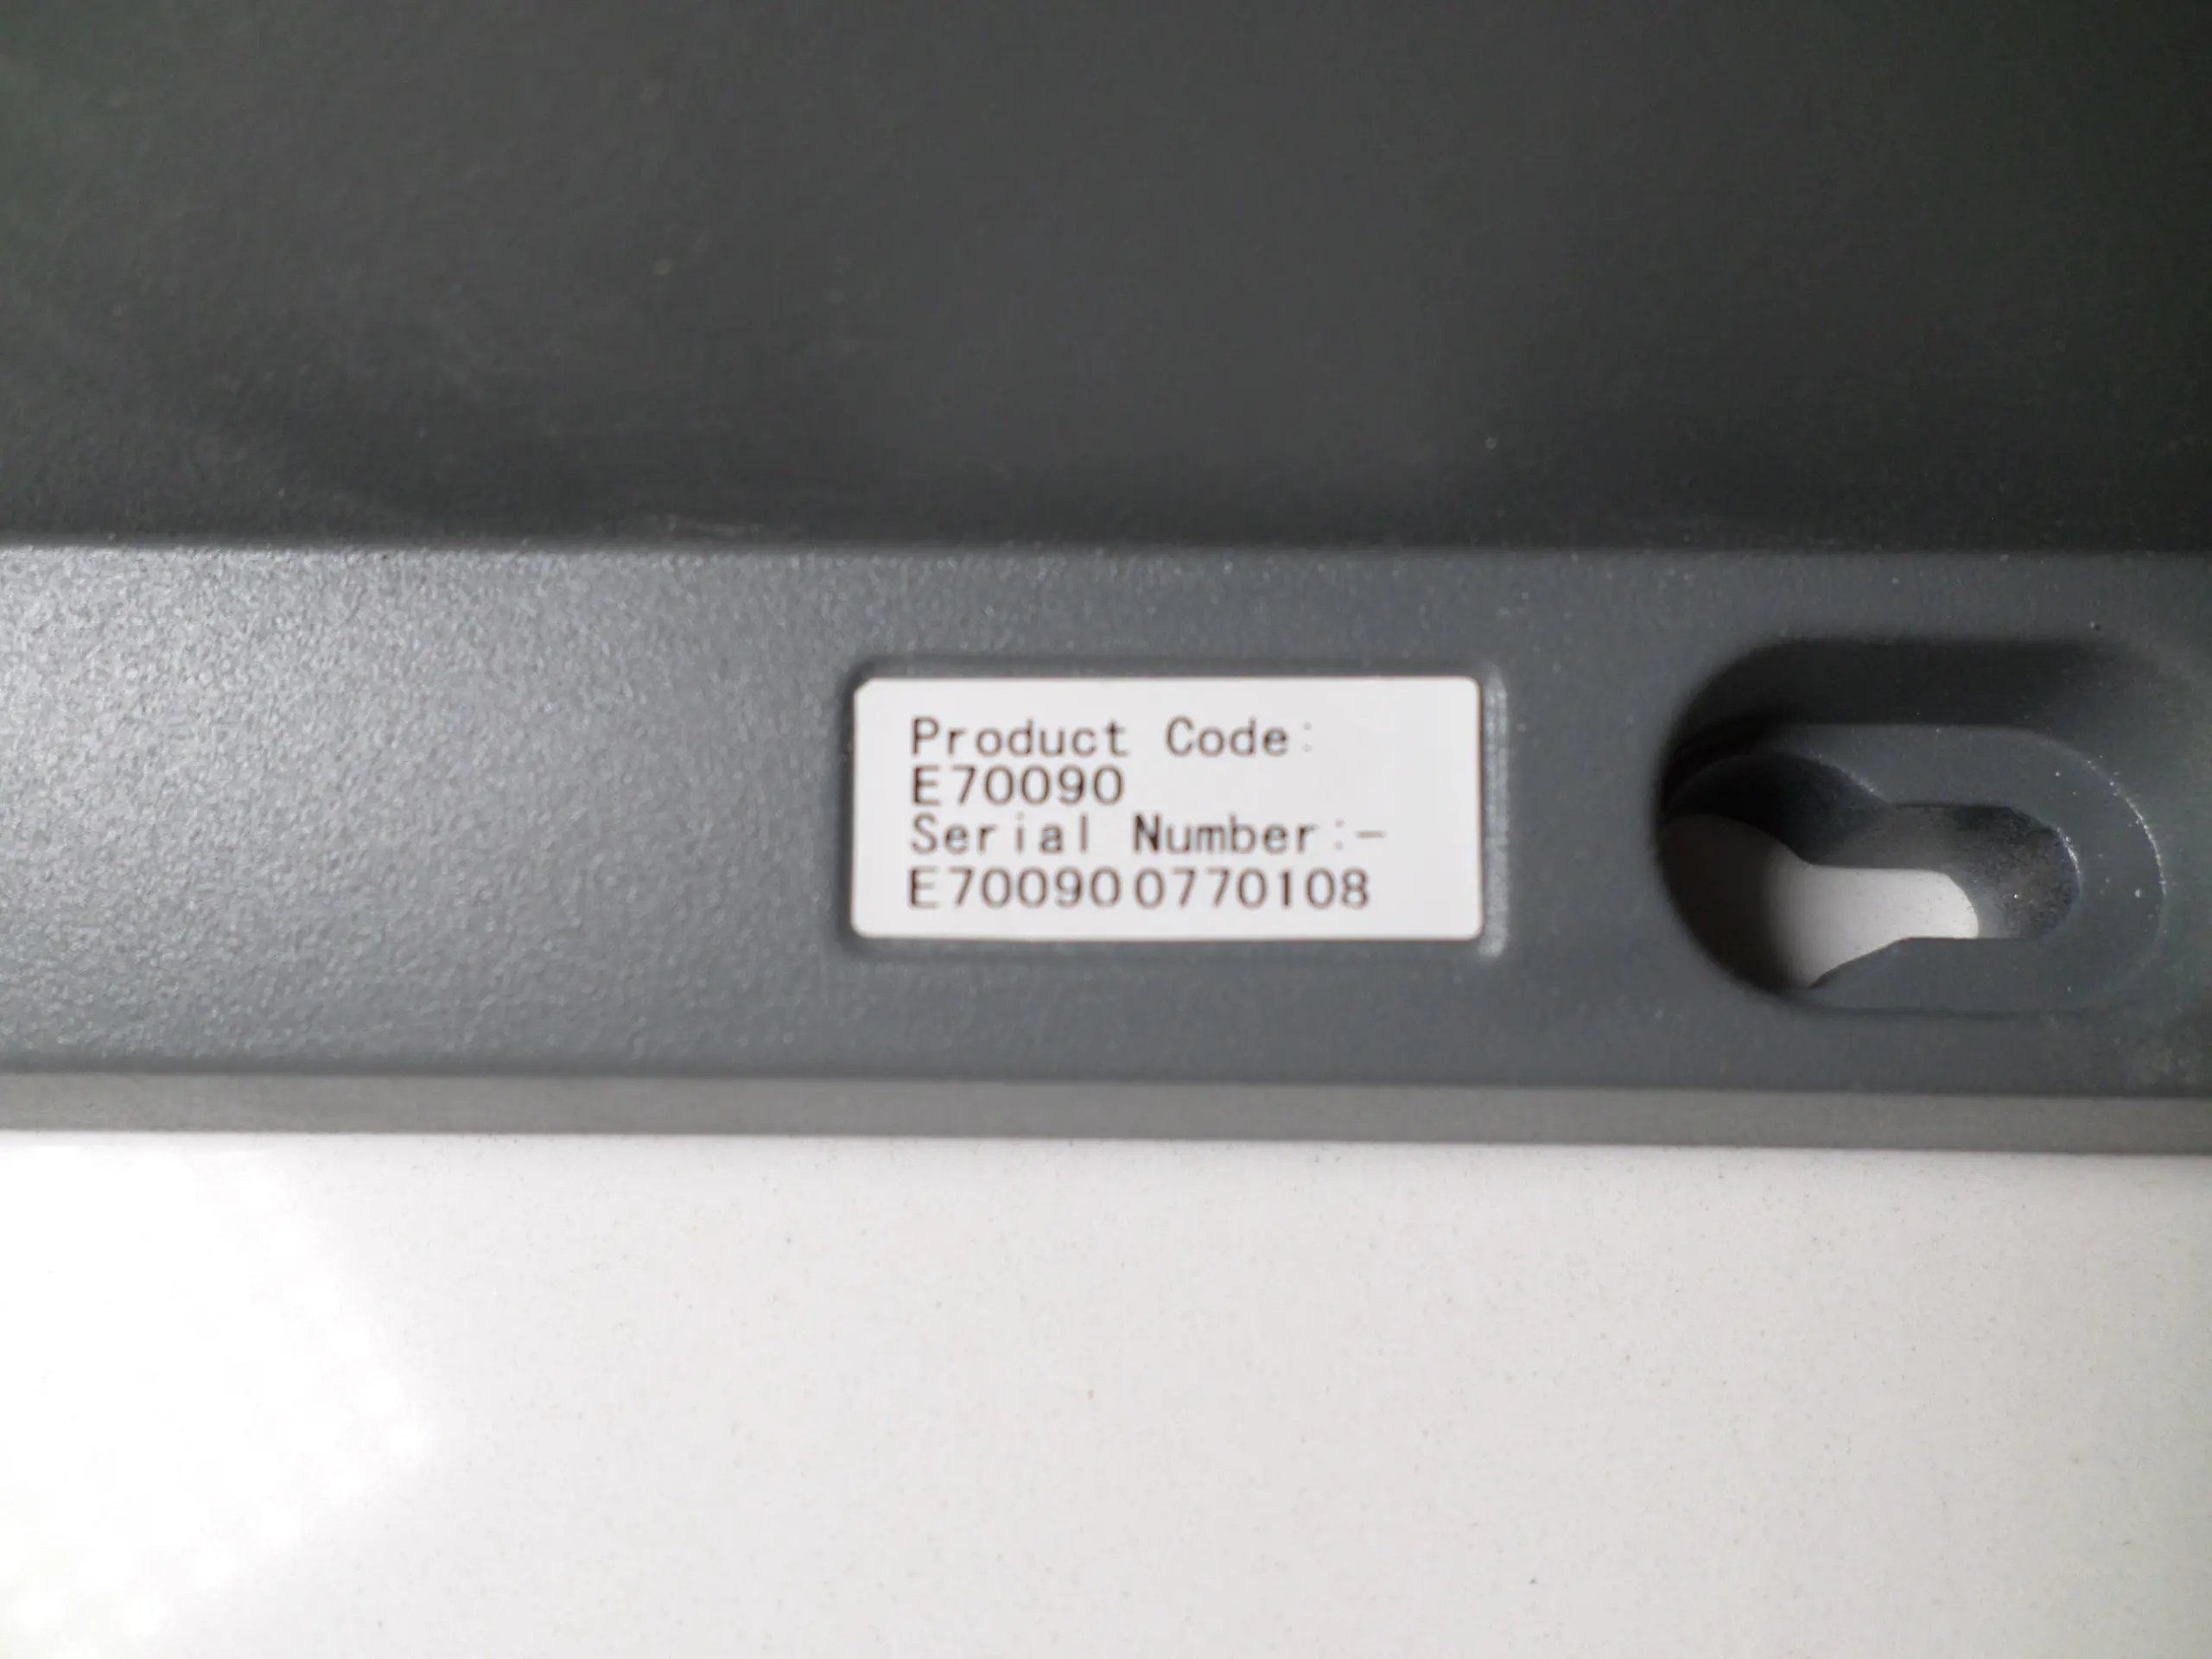 Product Code:
E70090
Serial Number:-
E700900770108